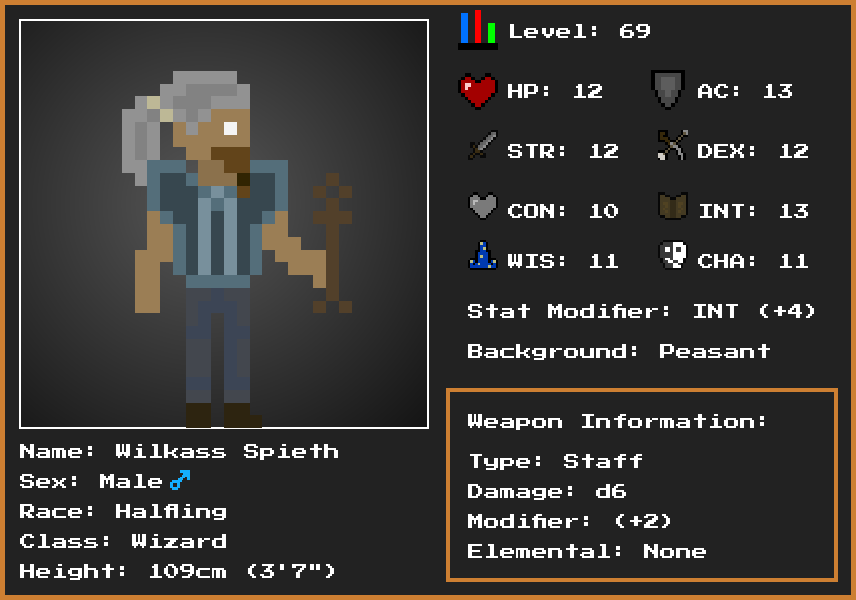 Level: 69
HP: 12 AC: 13
STR: 12 DEX: 12
CON: 10 INT: 13
WIS: 11 CHA: 11
Stat Modifier: INT (+4)
Background: Peasant
Weapon Information:
Type: Staff
Damage: d6
Modifier: (+2)
Elemental: None
Name: Wilkass Spieth
Sex: Male♂
Race: Halfling
Class: Wizard
Height: 109cm (3'7")